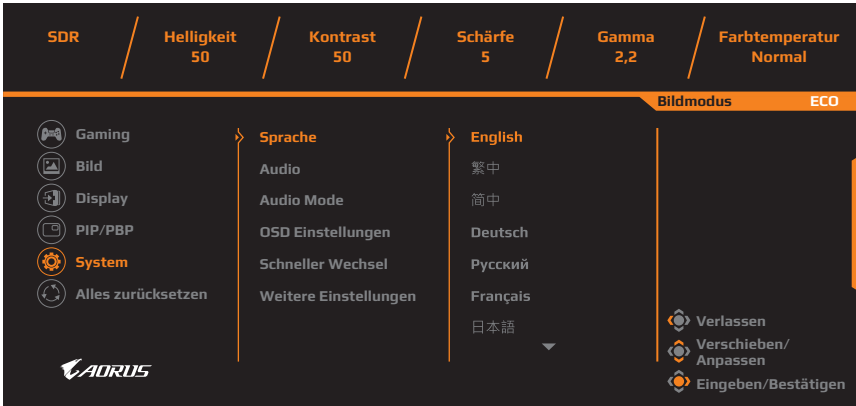 SDR
Helligkeit
50
Kontrast
50
Schärfe
5
Gamma
2,2
Farbtemperatur
Normal
Bildmodus ECO
Gaming
Bild
Display
PIP/PBP
System
Alles zurücksetzen
Sprache
Audio
Audio Mode
OSD Einstellungen
Schneller Wechsel
Weitere Einstellungen
English
繁中
简中
Deutsch
Русский
Français
日本語
Verlassen
Verschieben/
Anpassen
Eingeben/Bestätigen
AORUS